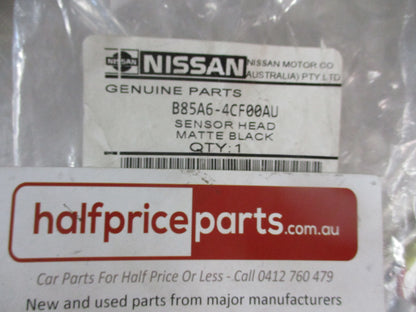 NISSAN
NISSAN
NISSAN MOTOR CO
(AUSTRALIA) PTY LTD
GENUINE PARTS
B85A6-4CF00AU
SENSOR HEAD
MATTE BLACK
QTY:1
halfpriceparts.com.au
Car Parts For Half Price Or Less - Call 0412 760 479
New and used parts from major manufacturers